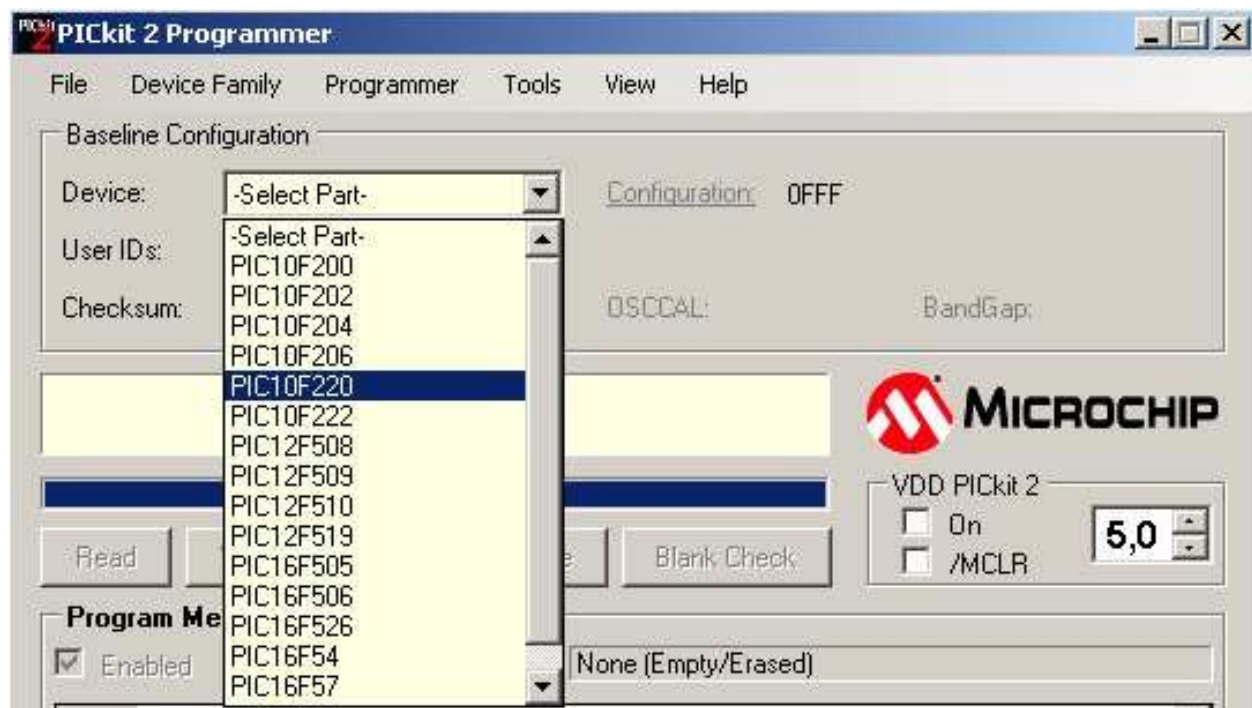 PICkit 2 Programmer
File Device Family Programmer Tools View Help
Baseline Configuration
Device: -Select Part- Configuration: 0FFF
-Select Part-
User IDs:
PIC10F200
PIC10F202
Checksum: OSCCAL: BandGap:
PIC10F204
PIC10F206
PIC10F220
PIC10F222
MICROCHIP
PIC12F508
PIC12F509
VDD PICkit 2
PIC12F510
On 5,0
PIC12F519
Read Blank Check
/MCLR
PIC16F505
PIC16F506
Program Me
PIC16F526
PIC16F54
Enabled None (Empty/Erased)
PIC16F57